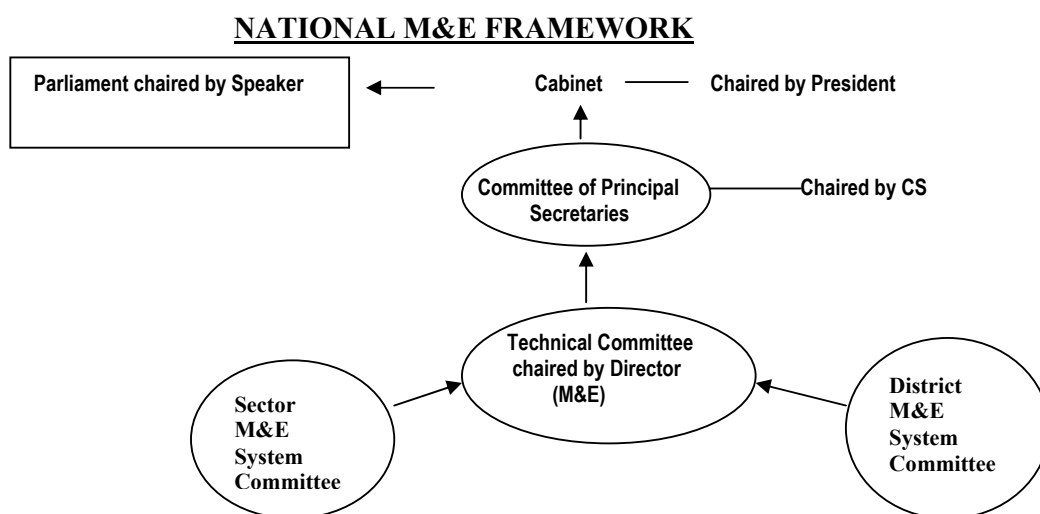 NATIONAL M&E FRAMEWORK
Parliament chaired by Speaker
Cabinet
Chaired by President
Committee of Principal
Secretaries
Chaired by CS
Technical Committee
chaired by Director
(M&E)
Sector
M&E
System
Committee
District
M&E
System
Committee